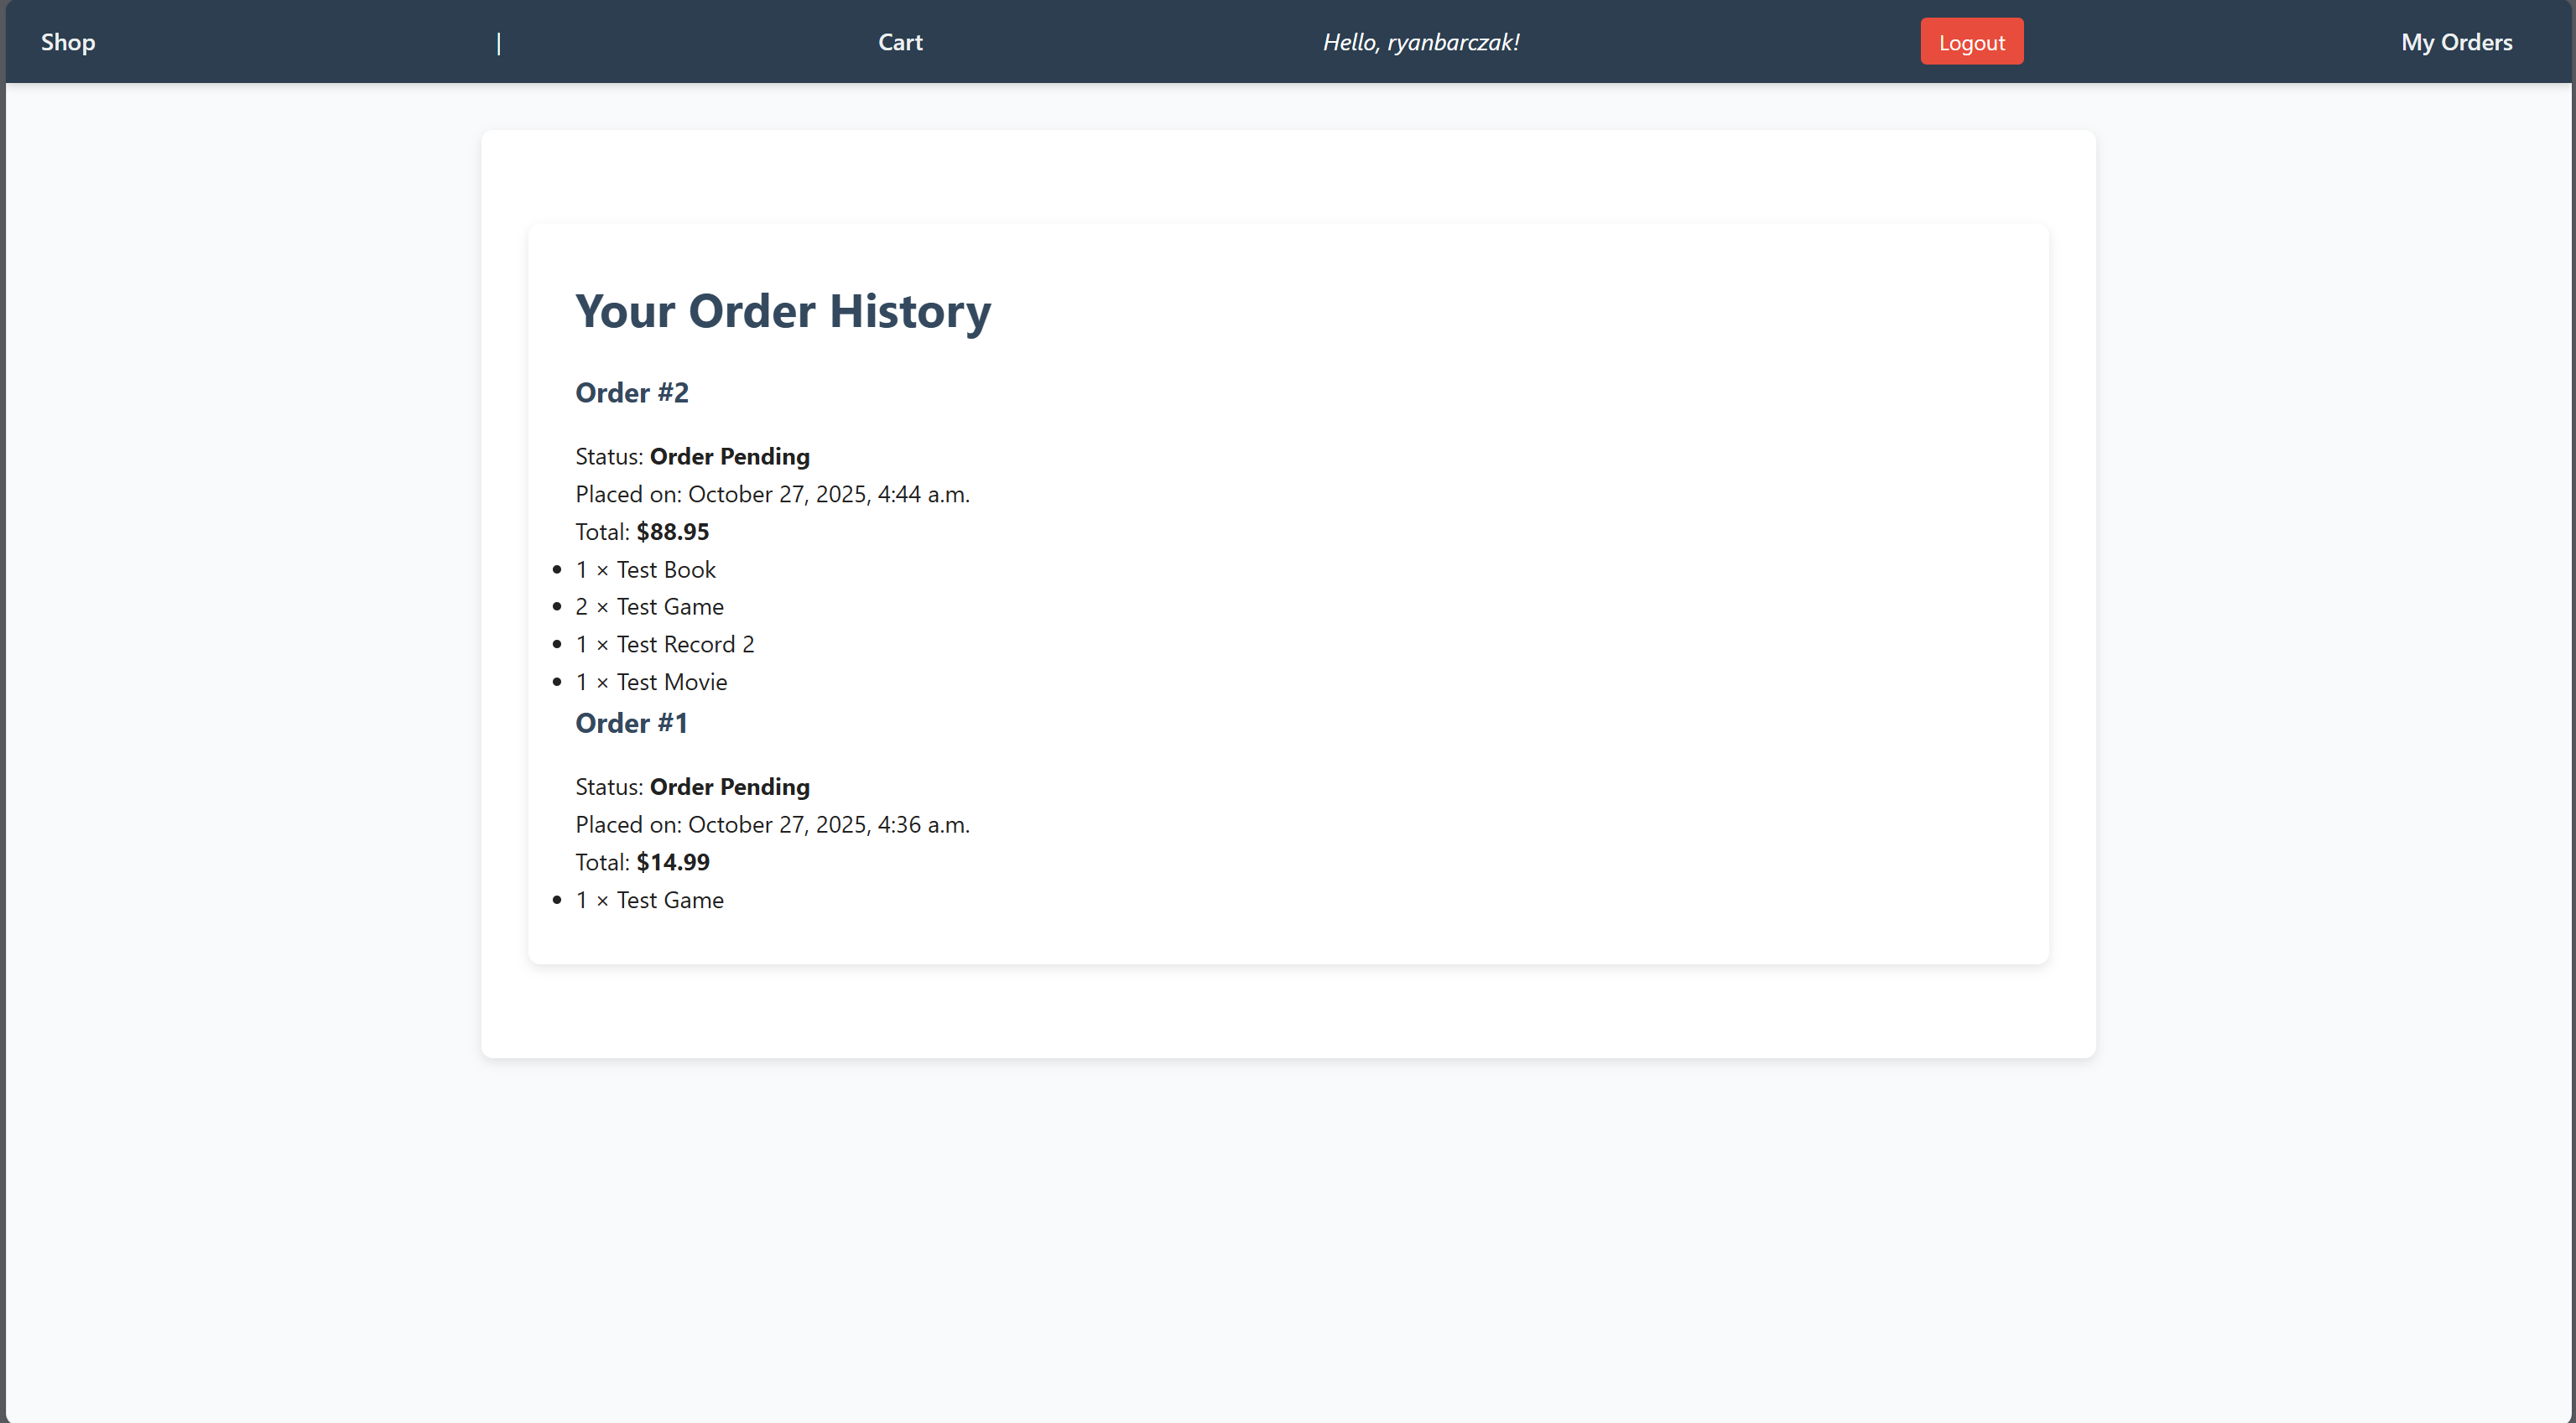 Shop | Cart Hello, ryanbarczak! Logout My Orders
Your Order History
Order #2
Status: Order Pending
Placed on: October 27, 2025, 4:44 a.m.
Total: $88.95
• 1 × Test Book
• 2 × Test Game
• 1 × Test Record 2
• 1 × Test Movie
Order #1
Status: Order Pending
Placed on: October 27, 2025, 4:36 a.m.
Total: $14.99
• 1 × Test Game